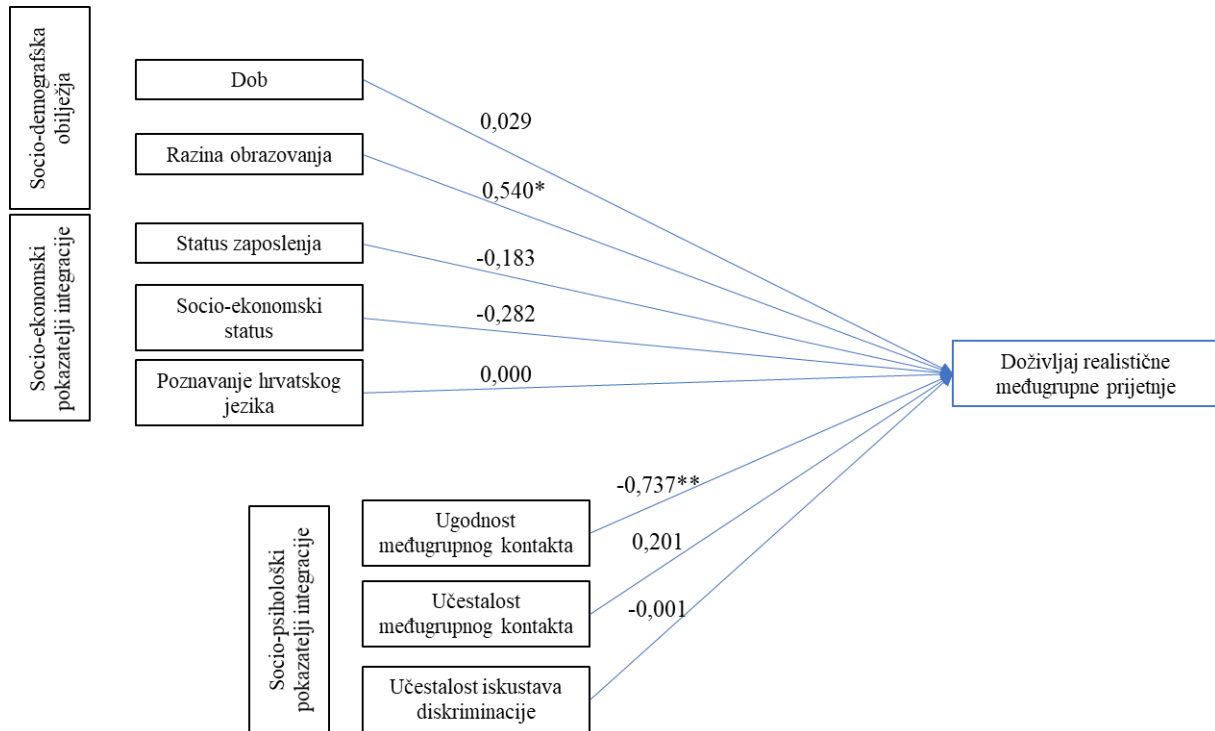 Socio-demografska
obilježja
Dob
0,029
Razina obrazovanja
0,540*
Socio-ekonomski
pokazatelji integracije
Status zaposlenja
-0,183
Socio-ekonomski
status
-0,282
Poznavanje hrvatskog
jezika
0,000
Doživljaj realistične
međugrupne prijetnje
Socio-psihološki
pokazatelji integracije
Ugodnost
međugrupnog kontakta
-0,737**
Učestalost
međugrupnog kontakta
0,201
Učestalost iskustava
diskriminacije
-0,001